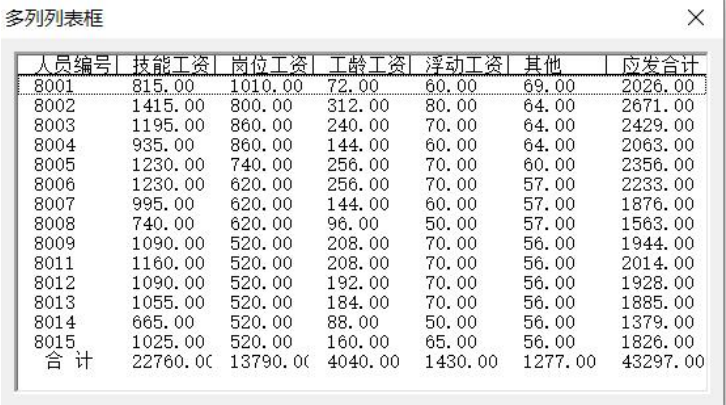 多列列表框
人员编号 技能工资 岗位工资 工龄工资 浮动工资 其他 应发合计
8001 815.00 1010.00 72.00 60.00 69.00 2026.00
8002 1415.00 800.00 312.00 80.00 64.00 2671.00
8003 1195.00 860.00 240.00 70.00 64.00 2429.00
8004 935.00 860.00 144.00 60.00 64.00 2063.00
8005 1230.00 740.00 256.00 70.00 60.00 2356.00
8006 1230.00 620.00 256.00 70.00 57.00 2233.00
8007 995.00 620.00 144.00 60.00 57.00 1876.00
8008 740.00 620.00 96.00 50.00 57.00 1563.00
8009 1090.00 520.00 208.00 70.00 56.00 1944.00
8011 1160.00 520.00 208.00 70.00 56.00 2014.00
8012 1090.00 520.00 192.00 70.00 56.00 1928.00
8013 1055.00 520.00 184.00 70.00 56.00 1885.00
8014 665.00 520.00 88.00 50.00 56.00 1379.00
8015 1025.00 520.00 160.00 65.00 56.00 1826.00
合 计 22760.00 13790.00 4040.00 1430.00 1277.00 43297.00